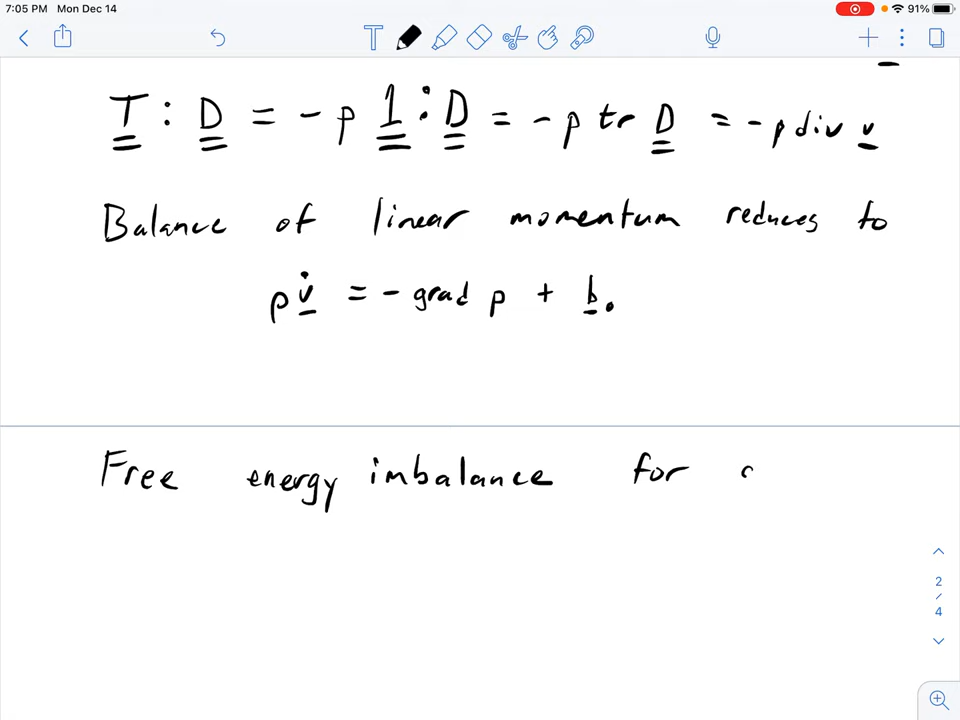 7:05 PM Mon Dec 14 91%
T
T : D = -p 1 : D = -p tr D = -p div v
Balance of linear momentum reduces to
ρ v̇ = -grad p + b.
Free energy imbalance for
2
/
4